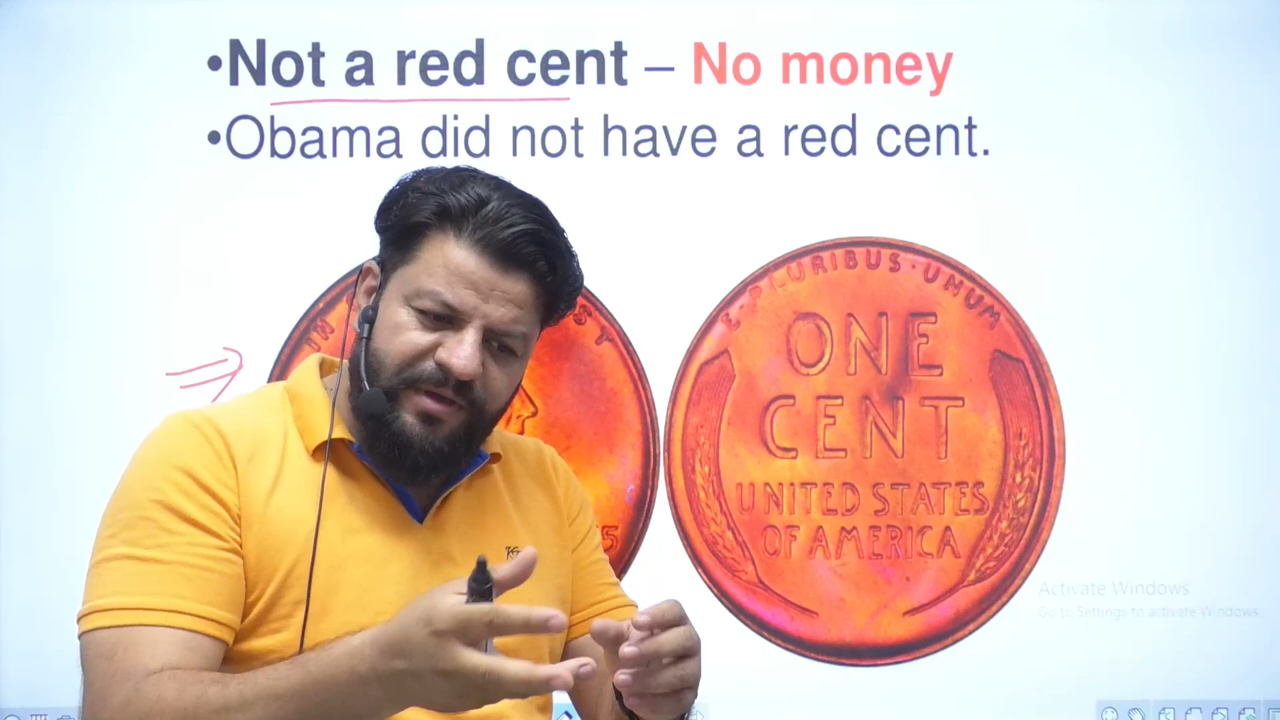 •Not a red cent – No money
•Obama did not have a red cent.
E·PLURIBUS·UNUM
ONE
CENT
UNITED STATES
OF AMERICA
Activate Windows
Go to Settings to activate Windows.